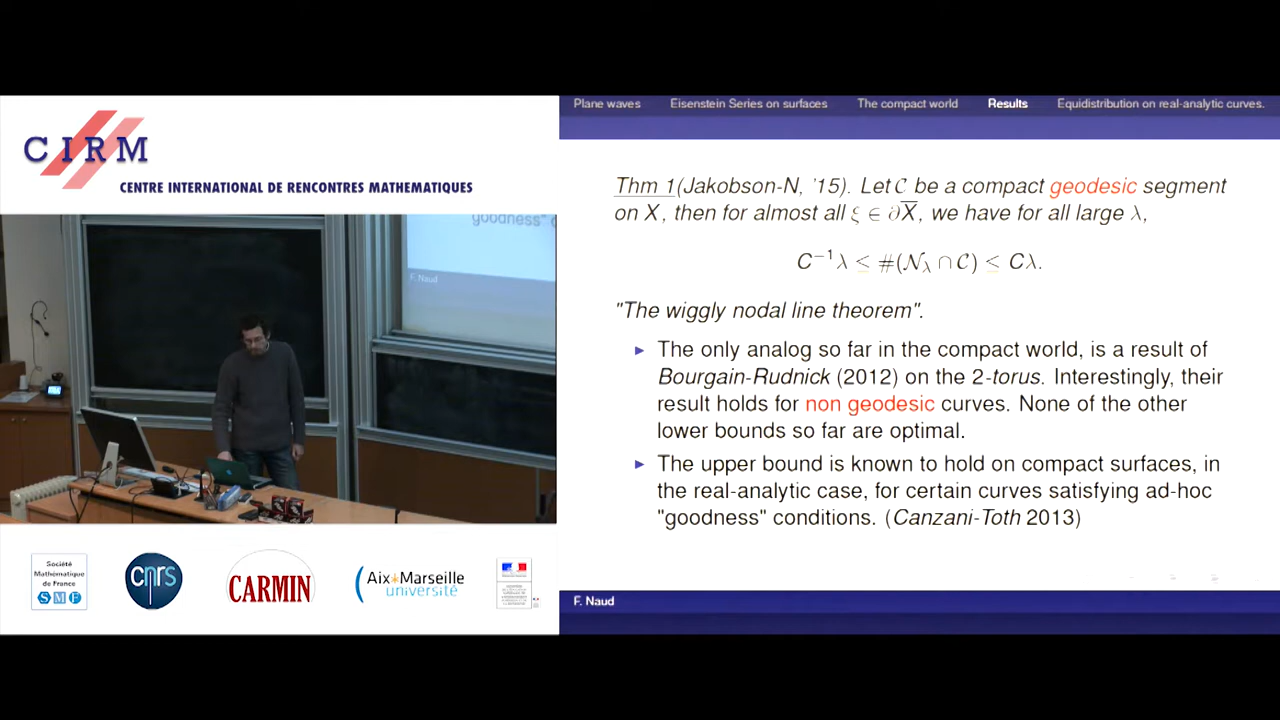 CIRM
CENTRE INTERNATIONAL DE RENCONTRES MATHEMATIQUES
goodness"
F. Naud
Société
Mathématique
de France
SMF
cnrs
CARMIN
Aix*Marseille
université
Plane waves Eisenstein Series on surfaces The compact world Results Equidistribution on real-analytic curves.
Thm 1(Jakobson-N, '15). Let C be a compact geodesic segment
on X, then for almost all ξ ∈ ∂X̅, we have for all large λ,
C⁻¹λ ≤ #(𝒩_λ ∩ C) ≤ Cλ.
"The wiggly nodal line theorem".
► The only analog so far in the compact world, is a result of
Bourgain-Rudnick (2012) on the 2-torus. Interestingly, their
result holds for non geodesic curves. None of the other
lower bounds so far are optimal.
► The upper bound is known to hold on compact surfaces, in
the real-analytic case, for certain curves satisfying ad-hoc
"goodness" conditions. (Canzani-Toth 2013)
F. Naud